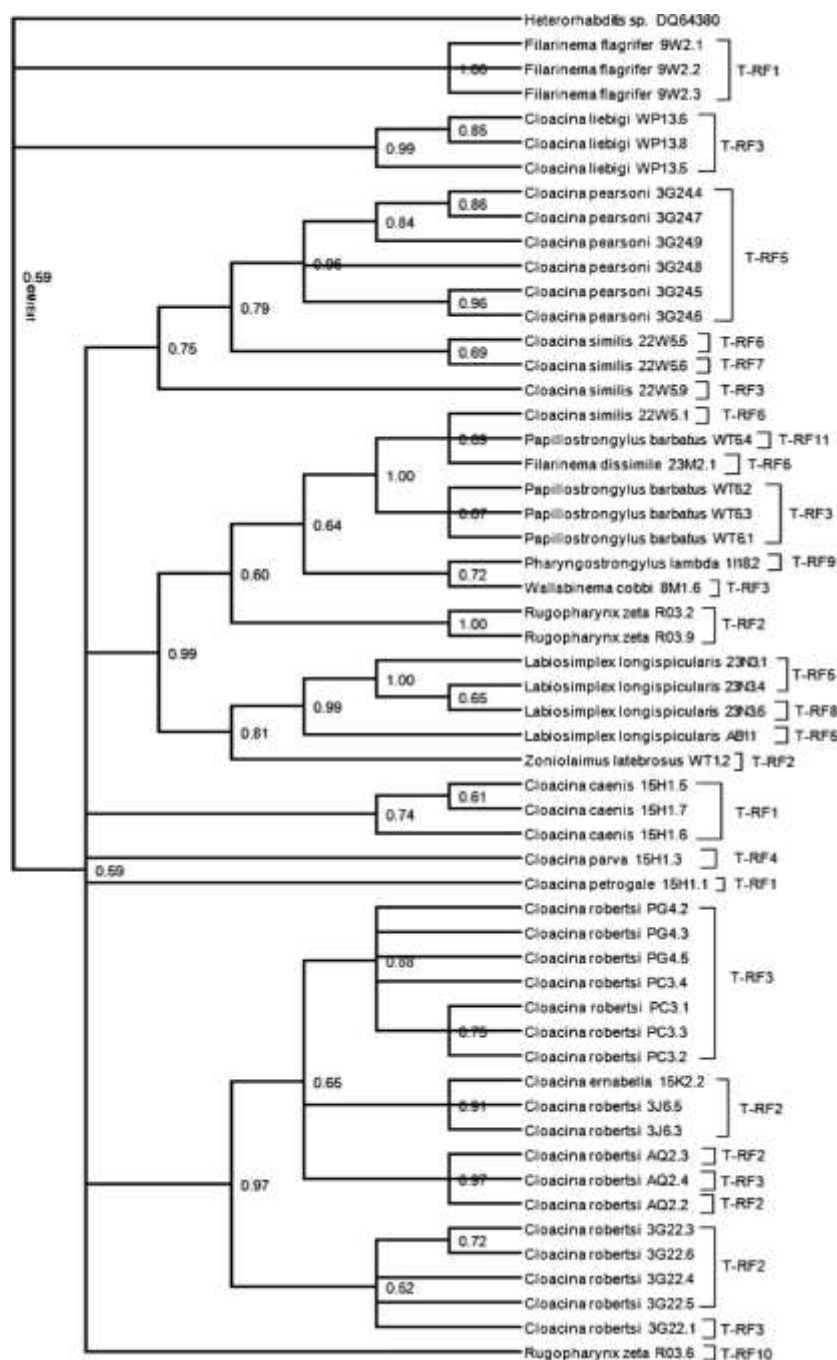 Heterorhabditis sp. DQ64380
Filarinema flagrifer 9W2.1
Filarinema flagrifer 9W2.2
1.00
T-RF1
Filarinema flagrifer 9W2.3
Cloacina liebigi WP13.6
0.85
Cloacina liebigi WP13.8
0.99
T-RF3
Cloacina liebigi WP13.5
Cloacina pearsoni 3G24.4
0.86
Cloacina pearsoni 3G24.7
0.84
Cloacina pearsoni 3G24.9
0.96
Cloacina pearsoni 3G24.8
T-RF5
0.59
Cloacina pearsoni 3G24.5
0.96
0.79
Cloacina pearsoni 3G24.6
Cloacina similis 22W5.5
T-RF6
0.69
0.75
Cloacina similis 22W5.6
T-RF7
Cloacina similis 22W5.9
T-RF3
Cloacina similis 22W5.1
T-RF6
Papillostrongylus barbatus WT6.4
T-RF11
Filarinema dissimile 23M2.1
T-RF6
1.00
Papillostrongylus barbatus WT6.2
Papillostrongylus barbatus WT6.3
T-RF3
0.64
Papillostrongylus barbatus WT6.1
Pharyngostrongylus lambda 1I18.2
T-RF9
0.60
0.72
Wallabinema cobbi 8M1.6
T-RF3
Rugopharynx zeta R03.2
1.00
T-RF2
Rugopharynx zeta R03.9
0.99
Labiosimplex longispicularis 23N3.1
1.00
T-RF5
Labiosimplex longispicularis 23N3.4
0.65
Labiosimplex longispicularis 23N3.6
T-RF8
0.99
0.81
Labiosimplex longispicularis
Zoniolaimus latebrosus WT1.2
T-RF2
Cloacina caenis 15H1.5
0.61
Cloacina caenis 15H1.7
0.74
T-RF1
Cloacina caenis 15H1.6
Cloacina parva 15H1.3
T-RF4
0.59
Cloacina petrogale 15H1.1
T-RF1
Cloacina robertsi PG4.2
Cloacina robertsi PG4.3
Cloacina robertsi PG4.5
Cloacina robertsi PC3.4
T-RF3
Cloacina robertsi PC3.1
Cloacina robertsi PC3.3
0.75
Cloacina robertsi PC3.2
0.65
Cloacina ernabella 15K2.2
Cloacina robertsi 3J6.5
0.91
T-RF2
Cloacina robertsi 3J6.3
Cloacina robertsi AQ2.3
T-RF2
0.97
Cloacina robertsi AQ2.4
0.97
T-RF3
Cloacina robertsi AQ2.2
T-RF2
Cloacina robertsi 3G22.3
0.72
Cloacina robertsi 3G22.6
T-RF2
Cloacina robertsi 3G22.4
0.52
Cloacina robertsi 3G22.5
Cloacina robertsi 3G22.1
T-RF3
Rugopharynx zeta R03.6
T-RF10